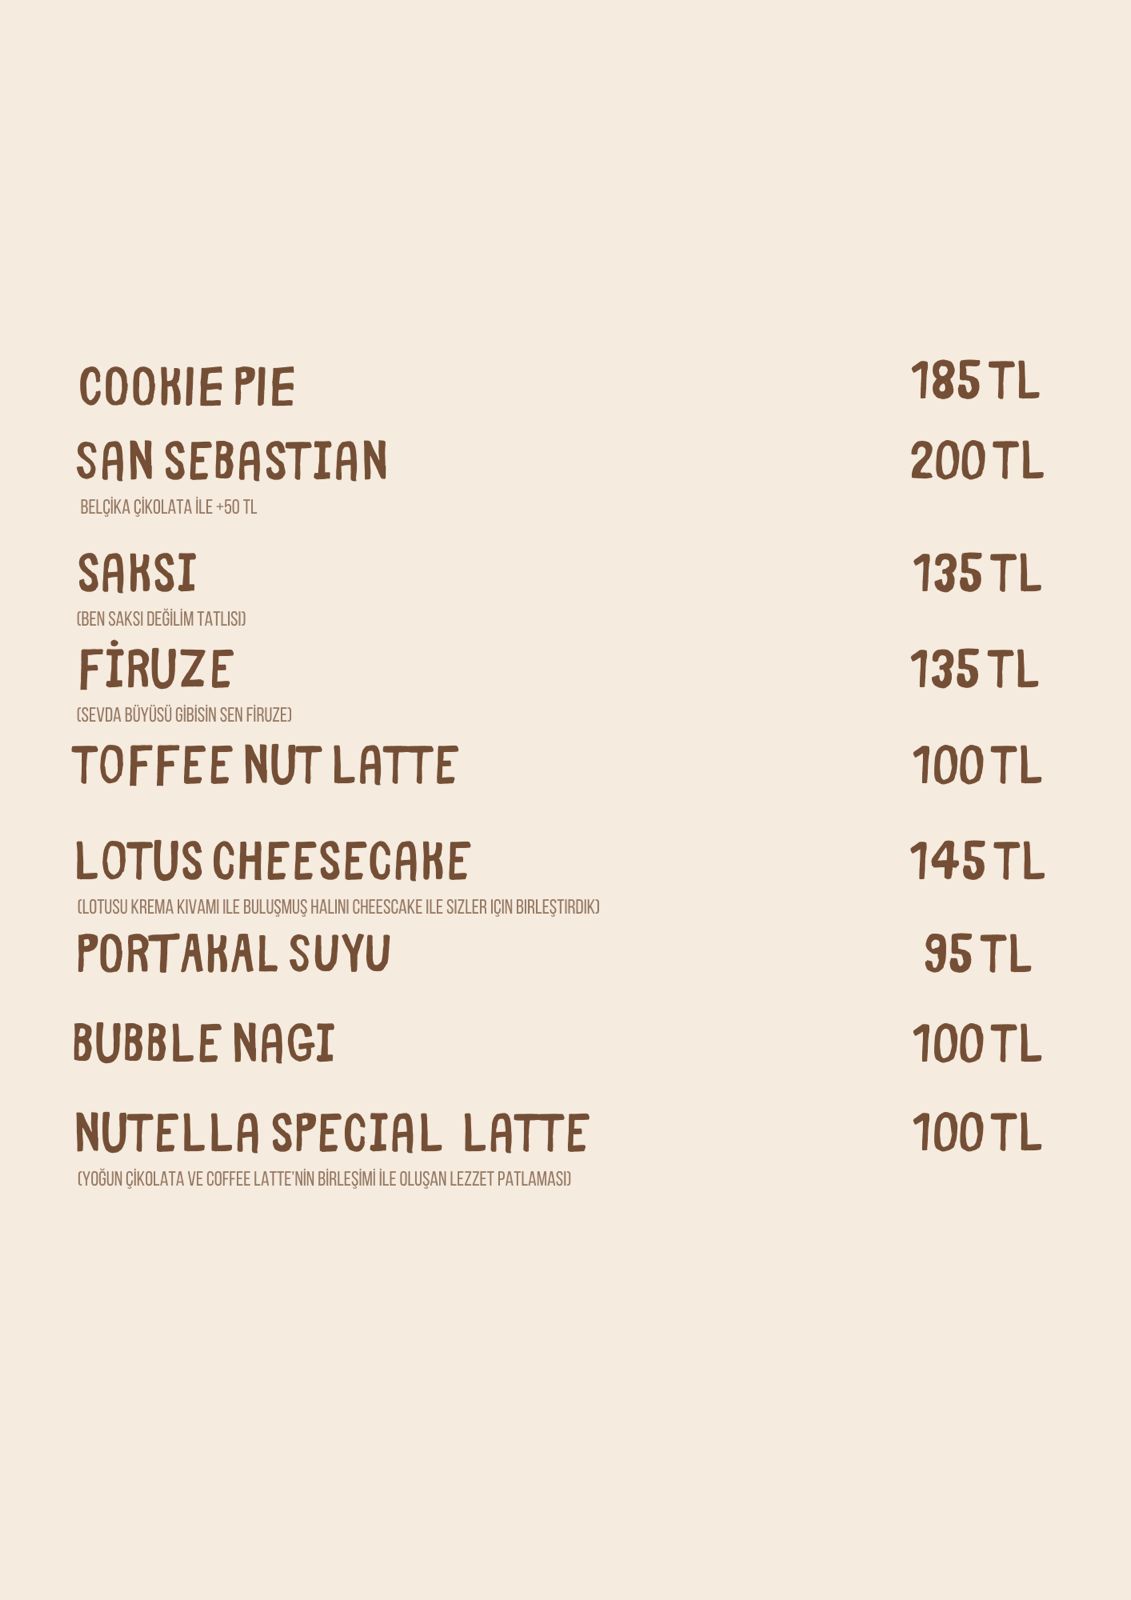 COOKIE PIE 185 TL
SAN SEBASTIAN 200 TL
BELÇİKA ÇİKOLATA İLE +50 TL
SAKSI 135 TL
(BEN SAKSI DEĞİLİM TATLISI)
FİRUZE 135 TL
(SEVDA BÜYÜSÜ GİBİSİN SEN FİRUZE)
TOFFEE NUT LATTE 100 TL
LOTUS CHEESECAKE 145 TL
(LOTUSU KREMA KIVAMI ILE BULUŞMUŞ HALINI CHEESCAKE ILE SIZLER IÇIN BIRLEŞTIRDIK)
PORTAKAL SUYU 95 TL
BUBBLE NAGI 100 TL
NUTELLA SPECIAL LATTE 100 TL
(YOĞUN ÇİKOLATA VE COFFEE LATTE'NİN BİRLEŞİMİ İLE OLUŞAN LEZZET PATLAMASI)